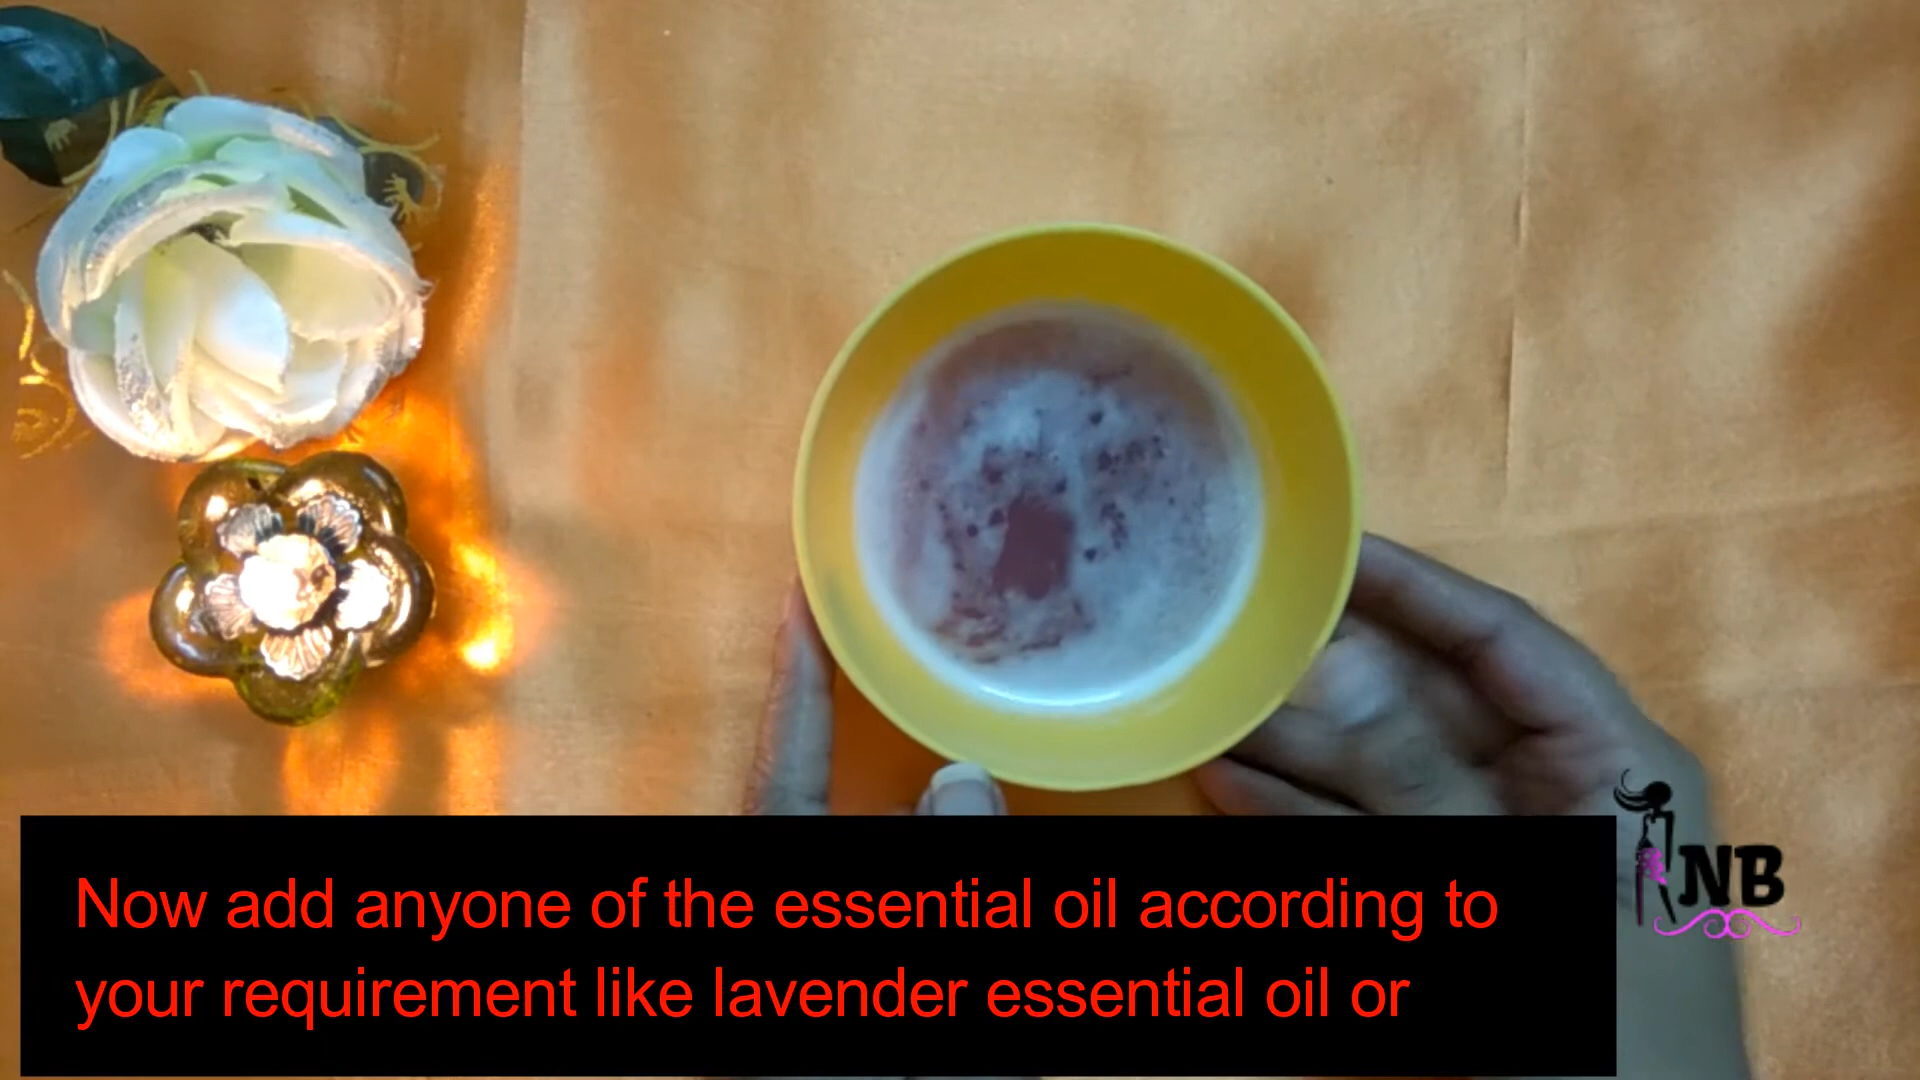 Now add anyone of the essential oil according to
your requirement like lavender essential oil or
NB